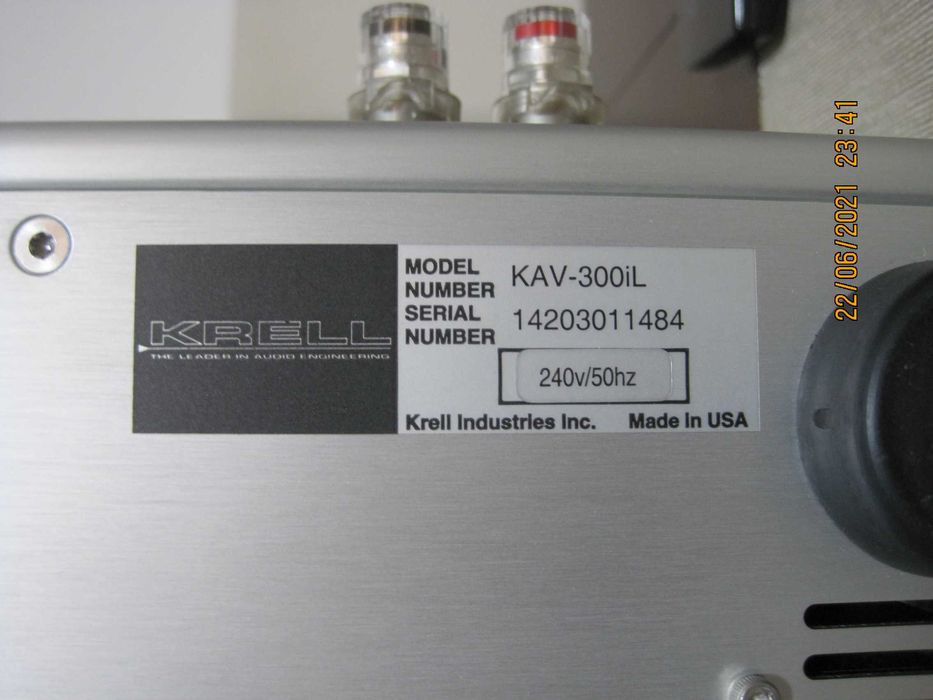 KRELL
THE LEADER IN AUDIO ENGINEERING
MODEL NUMBER KAV-300iL
SERIAL NUMBER 14203011484
240v/50hz
Krell Industries Inc. Made in USA
22/06/2021 23:41